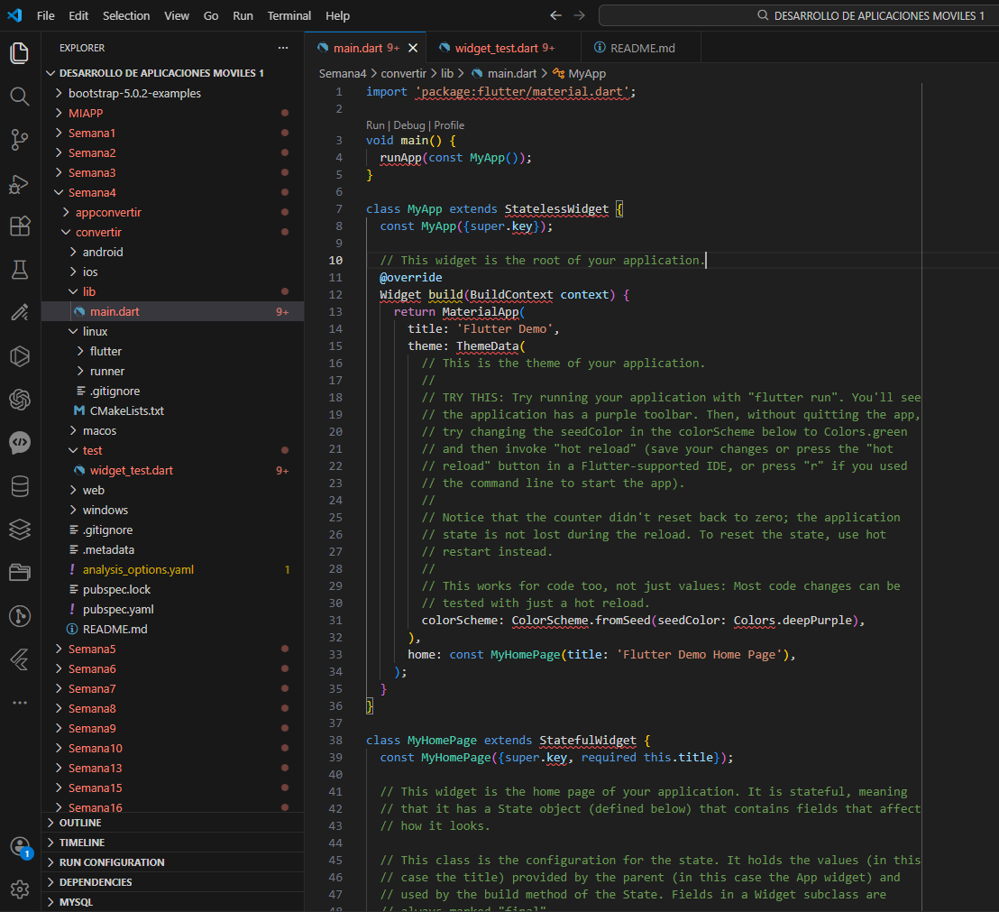 File Edit Selection View Go Run Terminal Help
DESARROLLO DE APLICACIONES MOVILES 1
EXPLORER
DESARROLLO DE APLICACIONES MOVILES 1
bootstrap-5.0.2-examples
MIAPP
Semana1
Semana2
Semana3
Semana4
appconvertir
convertir
android
ios
lib
main.dart 9+
linux
flutter
runner
.gitignore
CMakeLists.txt
macos
test
widget_test.dart 9+
web
windows
.gitignore
.metadata
analysis_options.yaml 1
pubspec.lock
pubspec.yaml
README.md
Semana5
Semana6
Semana7
Semana8
Semana9
Semana10
Semana13
Semana15
Semana16
OUTLINE
TIMELINE
RUN CONFIGURATION
DEPENDENCIES
MYSQL
1
main.dart 9+ widget_test.dart 9+ README.md
Semana4 > convertir > lib > main.dart > MyApp
1 import 'package:flutter/material.dart';
2
Run | Debug | Profile
3 void main() {
4 runApp(const MyApp());
5 }
6
7 class MyApp extends StatelessWidget {
8 const MyApp({super.key});
9
10 // This widget is the root of your application.
11 @override
12 Widget build(BuildContext context) {
13 return MaterialApp(
14 title: 'Flutter Demo',
15 theme: ThemeData(
16 // This is the theme of your application.
17 //
18 // TRY THIS: Try running your application with "flutter run". You'll see
19 // the application has a purple toolbar. Then, without quitting the app,
20 // try changing the seedColor in the colorScheme below to Colors.green
21 // and then invoke "hot reload" (save your changes or press the "hot
22 // reload" button in a Flutter-supported IDE, or press "r" if you used
23 // the command line to start the app).
24 //
25 // Notice that the counter didn't reset back to zero; the application
26 // state is not lost during the reload. To reset the state, use hot
27 // restart instead.
28 //
29 // This works for code too, not just values: Most code changes can be
30 // tested with just a hot reload.
31 colorScheme: ColorScheme.fromSeed(seedColor: Colors.deepPurple),
32 ),
33 home: const MyHomePage(title: 'Flutter Demo Home Page'),
34 );
35 }
36 }
37
38 class MyHomePage extends StatefulWidget {
39 const MyHomePage({super.key, required this.title});
40
41 // This widget is the home page of your application. It is stateful, meaning
42 // that it has a State object (defined below) that contains fields that affect
43 // how it looks.
44
45 // This class is the configuration for the state. It holds the values (in this
46 // case the title) provided by the parent (in this case the App widget) and
47 // used by the build method of the State. Fields in a Widget subclass are
48 // always marked "final".